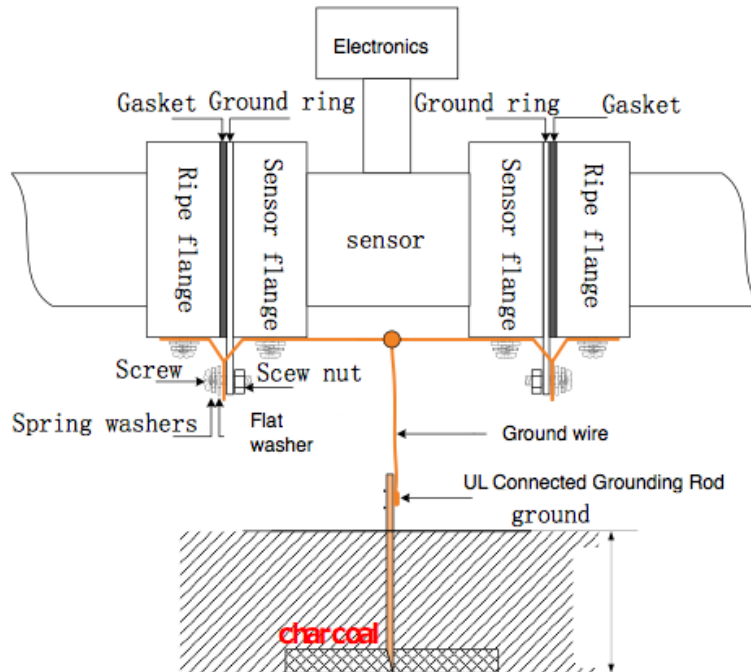 Electronics
Gasket Ground ring
Ground ring Gasket
Ripe flange
Sensor flange
sensor
Sensor flange
Ripe flange
Screw
Scew nut
Spring washers
Flat
washer
Ground wire
UL Connected Grounding Rod
ground
charcoal